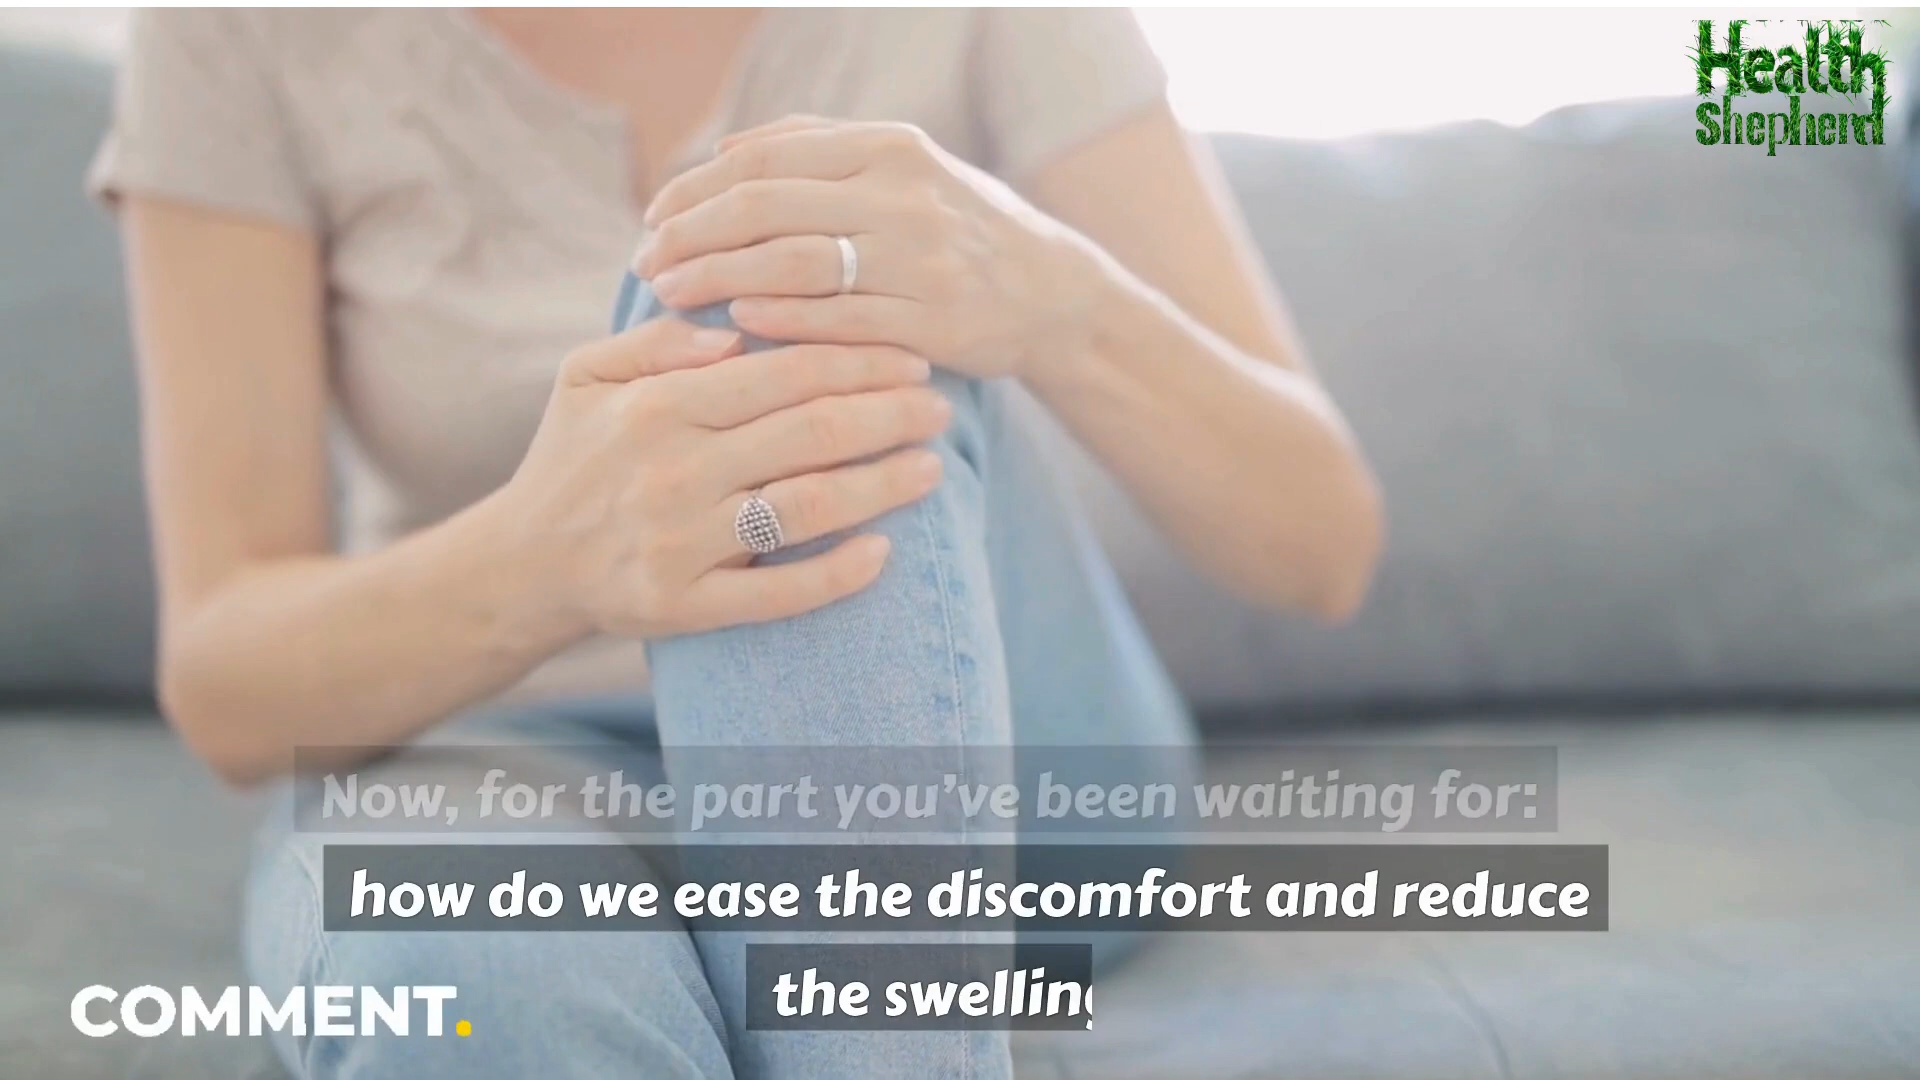 Health
Shepherd
Now, for the part you've been waiting for:
how do we ease the discomfort and reduce
the swelling
COMMENT.